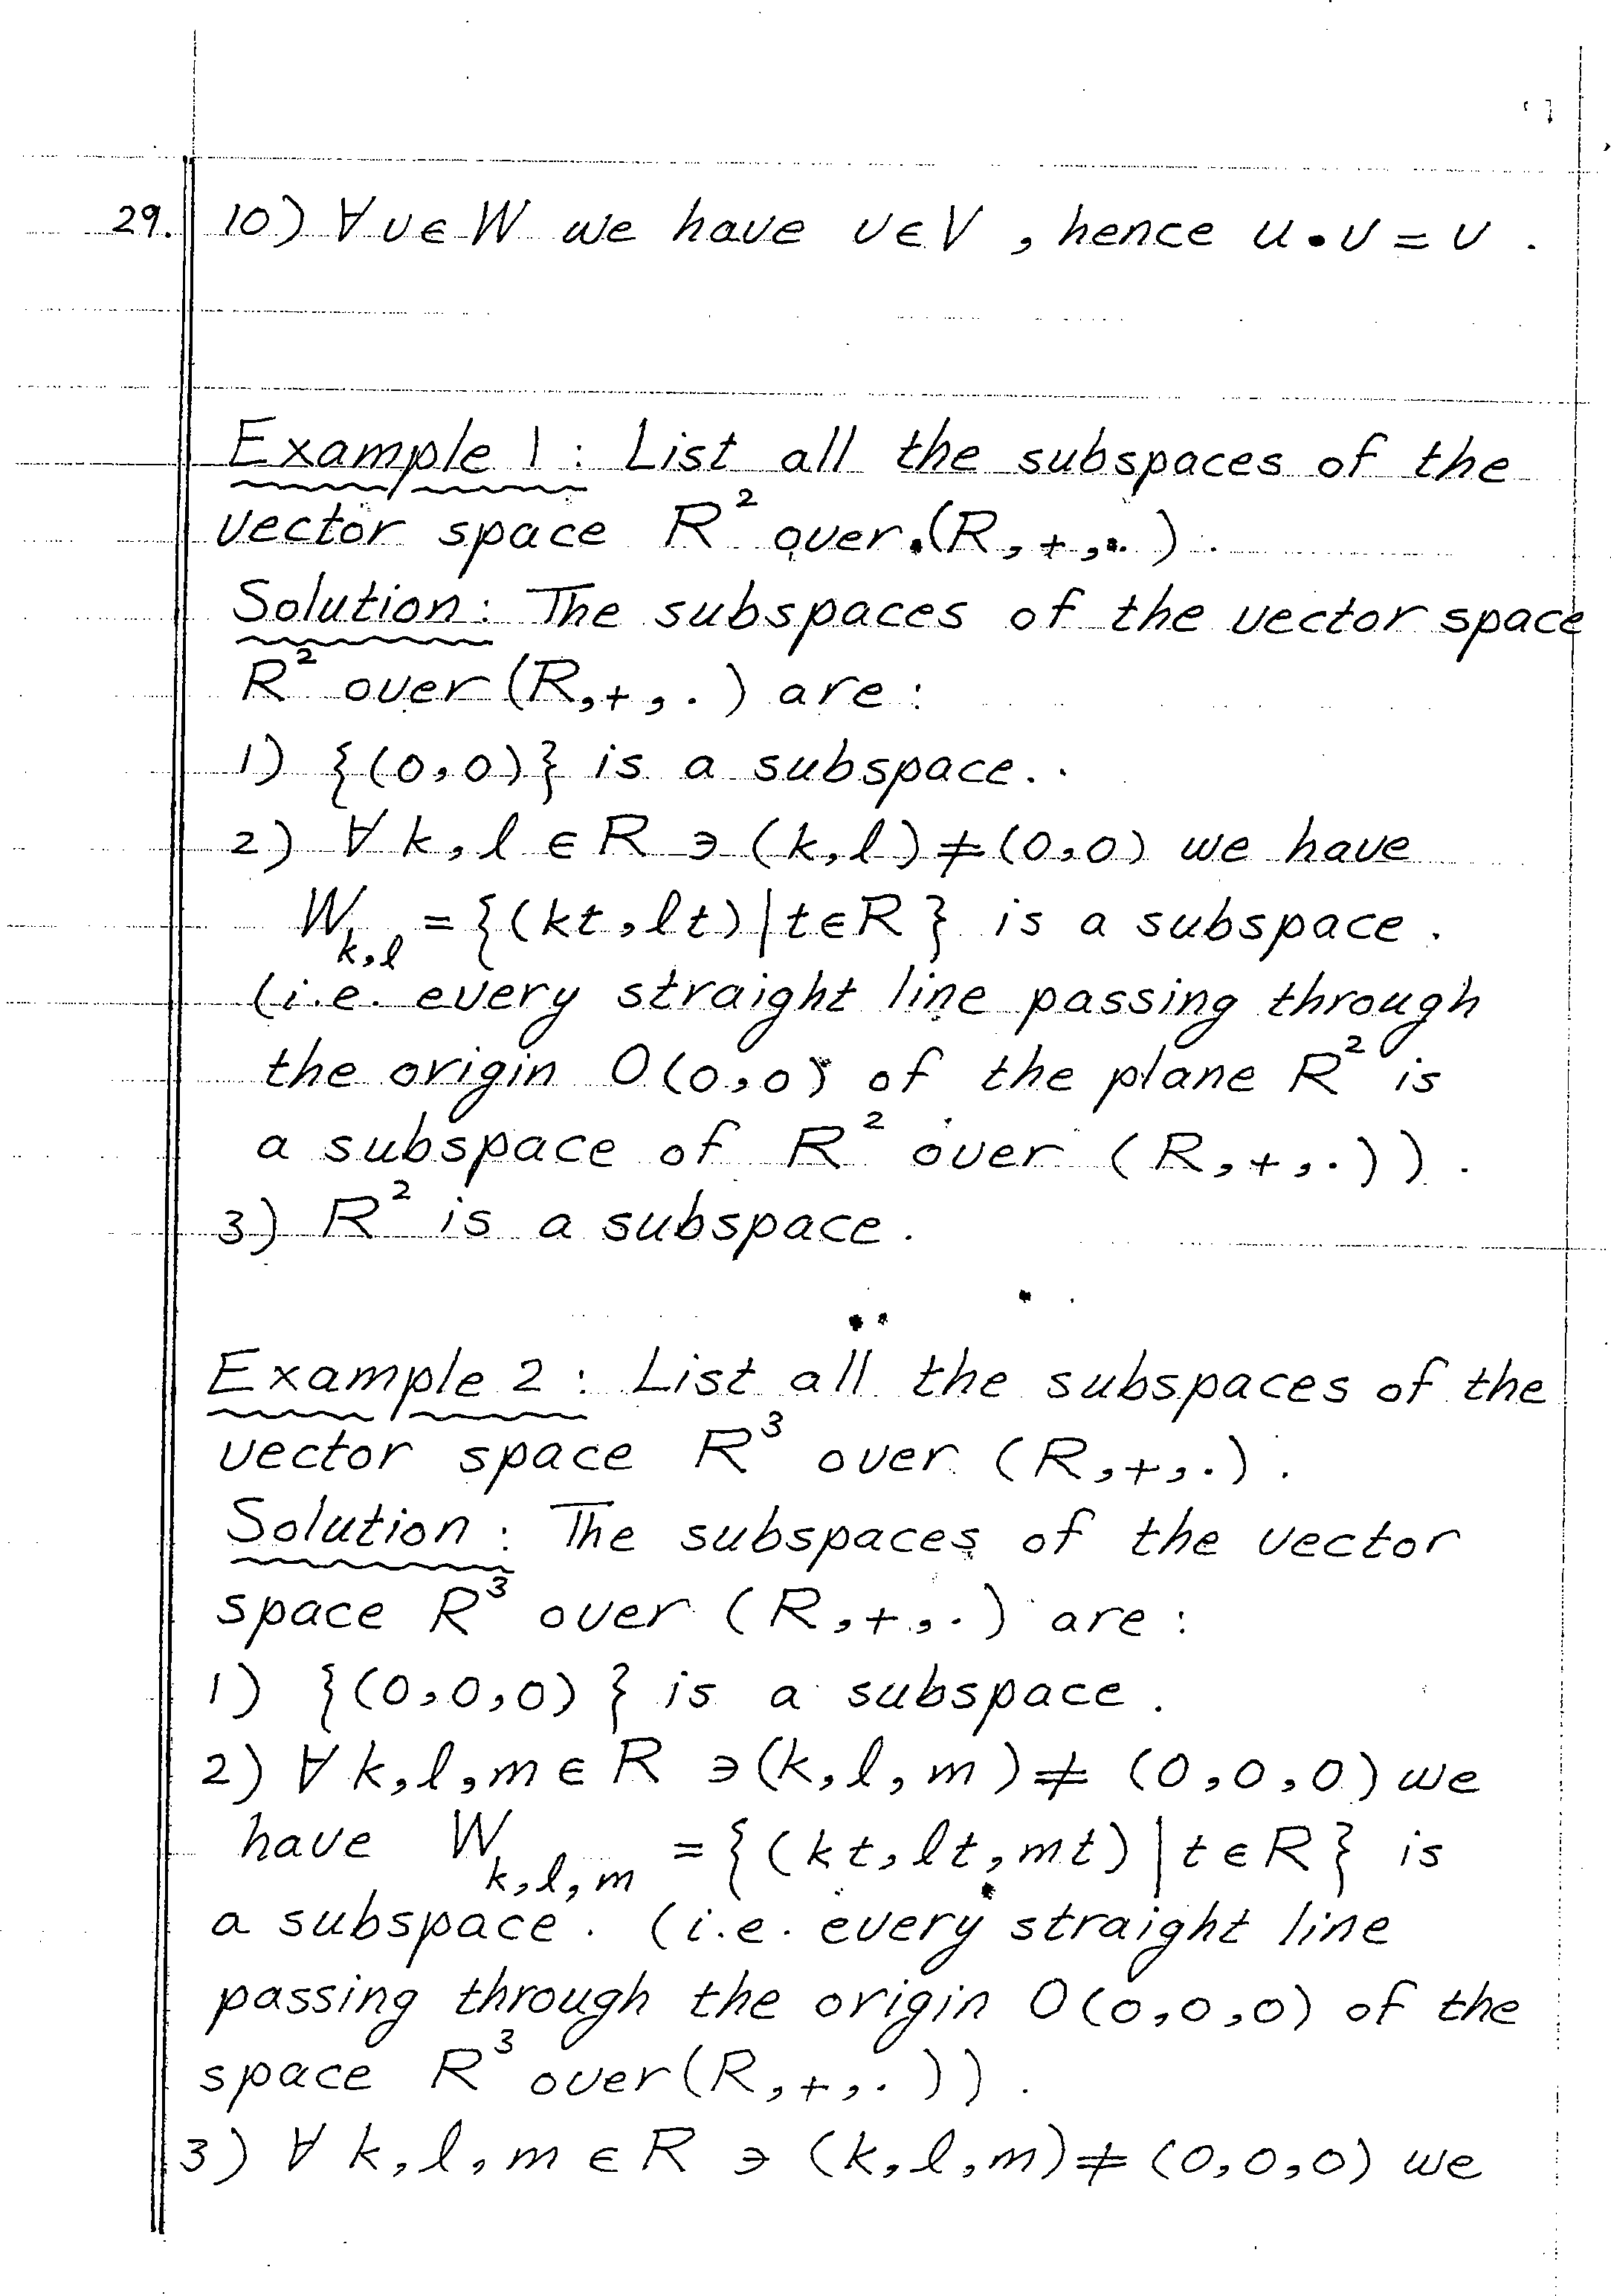 29. 10) ∀ υ ∈ W we have υ ∈ V , hence u • υ = υ .
Example 1 : List all the subspaces of the
vector space R² over (R, +, .) .
Solution : The subspaces of the vector space
R² over (R, +, .) are :
1) {(0,0)} is a subspace.
2) ∀ k, l ∈ R ∋ (k, l) ≠ (0,0) we have
W_{k,l} = {(kt, lt) | t ∈ R} is a subspace .
(i.e. every straight line passing through
the origin O(0,0) of the plane R² is
a subspace of R² over (R, +, .)) .
3) R² is a subspace .
Example 2 : List all the subspaces of the
vector space R³ over (R, +, .) .
Solution : The subspaces of the vector
space R³ over (R, +, .) are :
1) {(0,0,0)} is a subspace .
2) ∀ k, l, m ∈ R ∋ (k, l, m) ≠ (0,0,0) we
have W_{k,l,m} = {(kt, lt, mt) | t ∈ R} is
a subspace . (i.e. every straight line
passing through the origin O(0,0,0) of the
space R³ over (R, +, .)) .
3) ∀ k, l, m ∈ R ∋ (k, l, m) ≠ (0,0,0) we